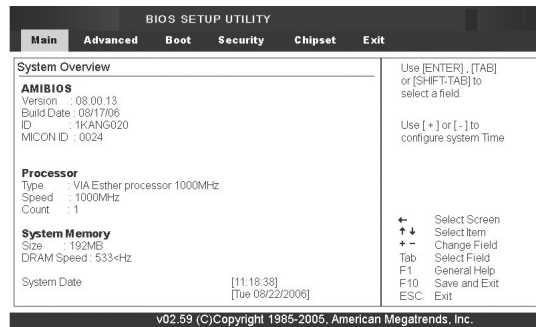 BIOS SETUP UTILITY
Main Advanced Boot Security Chipset Exit
System Overview
AMIBIOS
Version : 08.00.13
Build Date : 08/17/06
ID : 1KANG020
MICON ID : 0024
Processor
Type : VIA Esther processor 1000MHz
Speed : 1000MHz
Count : 1
System Memory
Size : 192MB
DRAM Speed : 533<Hz
System Date [11:18:38]
[Tue 08/22/2006]
Use [ENTER] , [TAB]
or [SHIFT-TAB] to
select a field.
Use [ + ] or [ - ] to
configure system Time
← Select Screen
↑↓ Select Item
+ - Change Field
Tab Select Field
F1 General Help
F10 Save and Exit
ESC Exit
v02.59 (C)Copyright 1985-2005, American Megatrends, Inc.